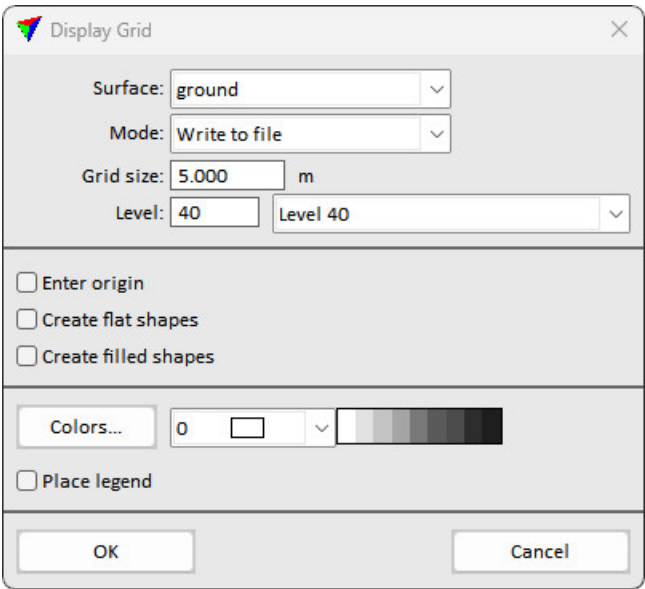 Display Grid
Surface: ground
Mode: Write to file
Grid size: 5.000 m
Level: 40 Level 40
Enter origin
Create flat shapes
Create filled shapes
Colors... 0
Place legend
OK Cancel